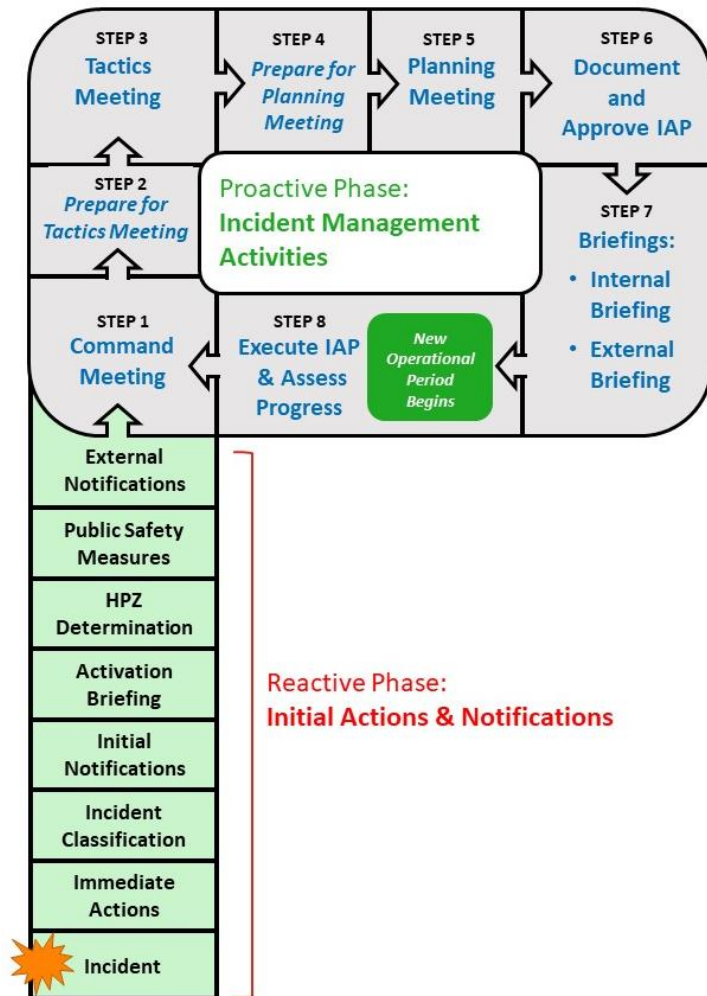 STEP 3
Tactics
Meeting
STEP 4
Prepare for
Planning
Meeting
STEP 5
Planning
Meeting
STEP 6
Document
and
Approve IAP
STEP 2
Prepare for
Tactics Meeting
Proactive Phase:
Incident Management
Activities
STEP 7
Briefings:
• Internal
Briefing
• External
Briefing
STEP 1
Command
Meeting
STEP 8
Execute IAP
& Assess
Progress
New
Operational
Period
Begins
External
Notifications
Public Safety
Measures
HPZ
Determination
Activation
Briefing
Initial
Notifications
Incident
Classification
Immediate
Actions
Incident
Reactive Phase:
Initial Actions & Notifications